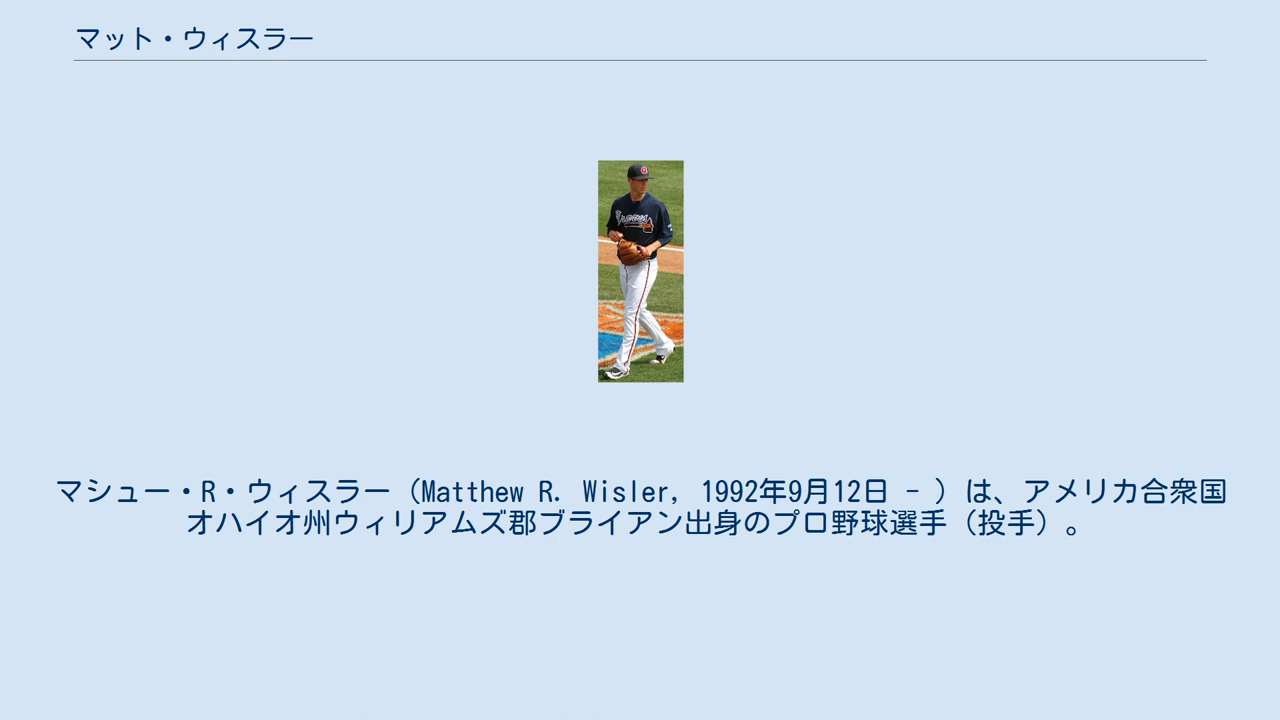 マット・ウィスラー
Braves
マシュー・R・ウィスラー（Matthew R. Wisler, 1992年9月12日 - ）は、アメリカ合衆国
オハイオ州ウィリアムズ郡ブライアン出身のプロ野球選手（投手）。